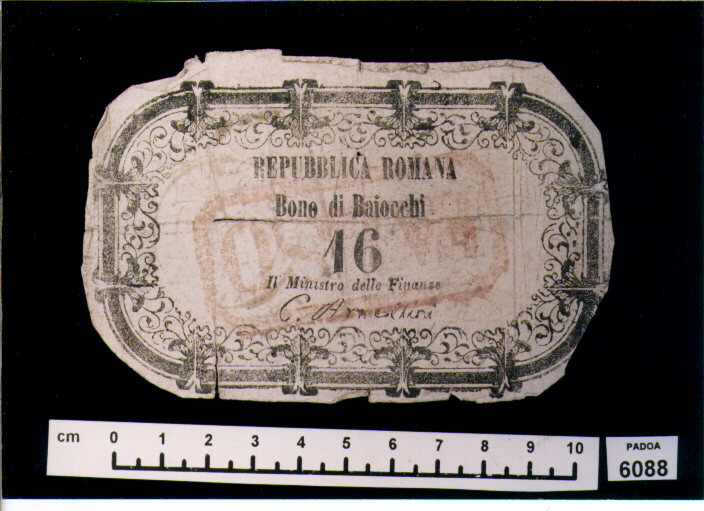 REPUBBLICA ROMANA
Bono di Baiocchi
16
Il Ministro delle Finanze
C. Armellini
cm 0 1 2 3 4 5 6 7 8 9 10
PADOA
6088